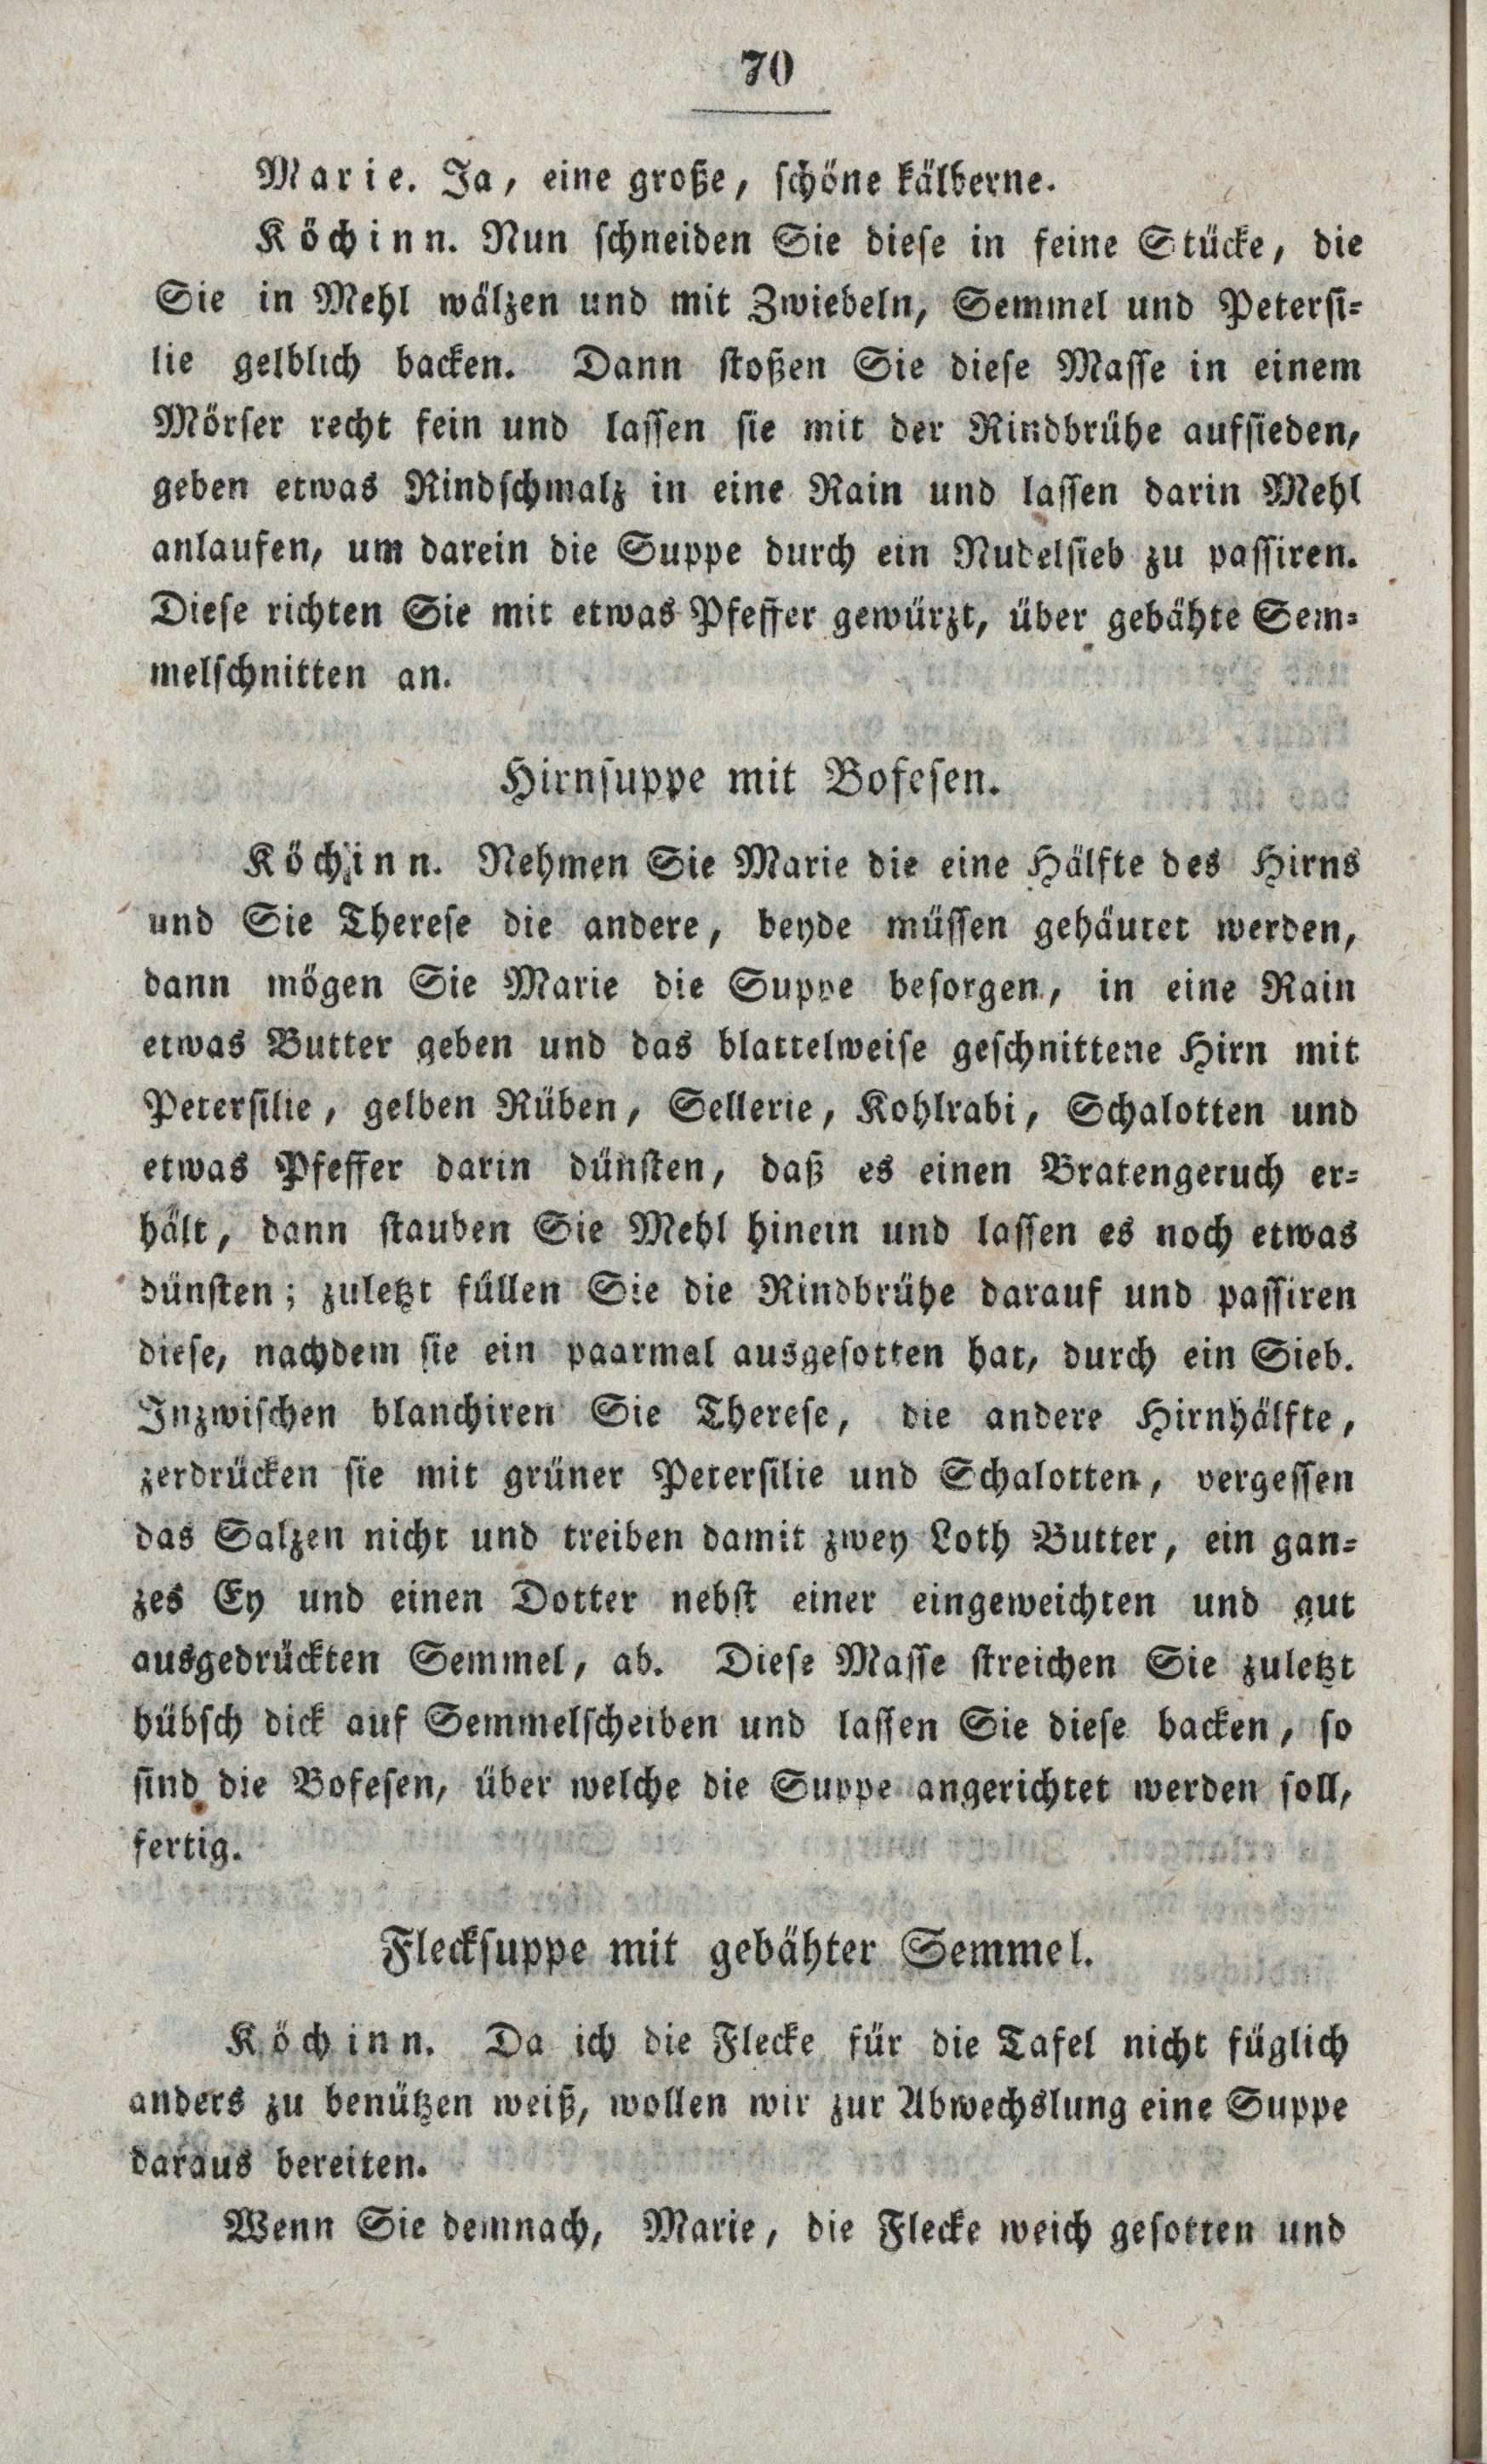 70
Marie. Ja, eine große, schöne kälberne.
Köchinn. Nun schneiden Sie diese in feine Stücke, die
Sie in Mehl wälzen und mit Zwiebeln, Semmel und Petersi-
lie gelblich backen. Dann stoßen Sie diese Masse in einem
Mörser recht fein und lassen sie mit der Rindbrühe aufsieden,
geben etwas Rindschmalz in eine Rain und lassen darin Mehl
anlaufen, um darein die Suppe durch ein Nudelsieb zu passiren.
Diese richten Sie mit etwas Pfeffer gewürzt, über gebähte Sem-
melschnitten an.
Hirnsuppe mit Bofesen.
Köchinn. Nehmen Sie Marie die eine Hälfte des Hirns
und Sie Therese die andere, beyde müssen gehäutet werden,
dann mögen Sie Marie die Suppe besorgen, in eine Rain
etwas Butter geben und das blattelweise geschnittene Hirn mit
Petersilie, gelben Rüben, Sellerie, Kohlrabi, Schalotten und
etwas Pfeffer darin dünsten, daß es einen Bratengeruch er-
hält, dann stauben Sie Mehl hinein und lassen es noch etwas
dünsten; zuletzt füllen Sie die Rindbrühe darauf und passiren
diese, nachdem sie ein paarmal ausgesotten hat, durch ein Sieb.
Inzwischen blanchiren Sie Therese, die andere Hirnhälfte,
zerdrücken sie mit grüner Petersilie und Schalotten, vergessen
das Salzen nicht und treiben damit zwey Loth Butter, ein gan-
zes Ey und einen Dotter nebst einer eingeweichten und gut
ausgedrückten Semmel, ab. Diese Masse streichen Sie zuletzt
hübsch dick auf Semmelscheiben und lassen Sie diese backen, so
sind die Bofesen, über welche die Suppe angerichtet werden soll,
fertig.
Flecksuppe mit gebähter Semmel.
Köchinn. Da ich die Flecke für die Tafel nicht füglich
anders zu benützen weiß, wollen wir zur Abwechslung eine Suppe
daraus bereiten.
Wenn Sie demnach, Marie, die Flecke weich gesotten und